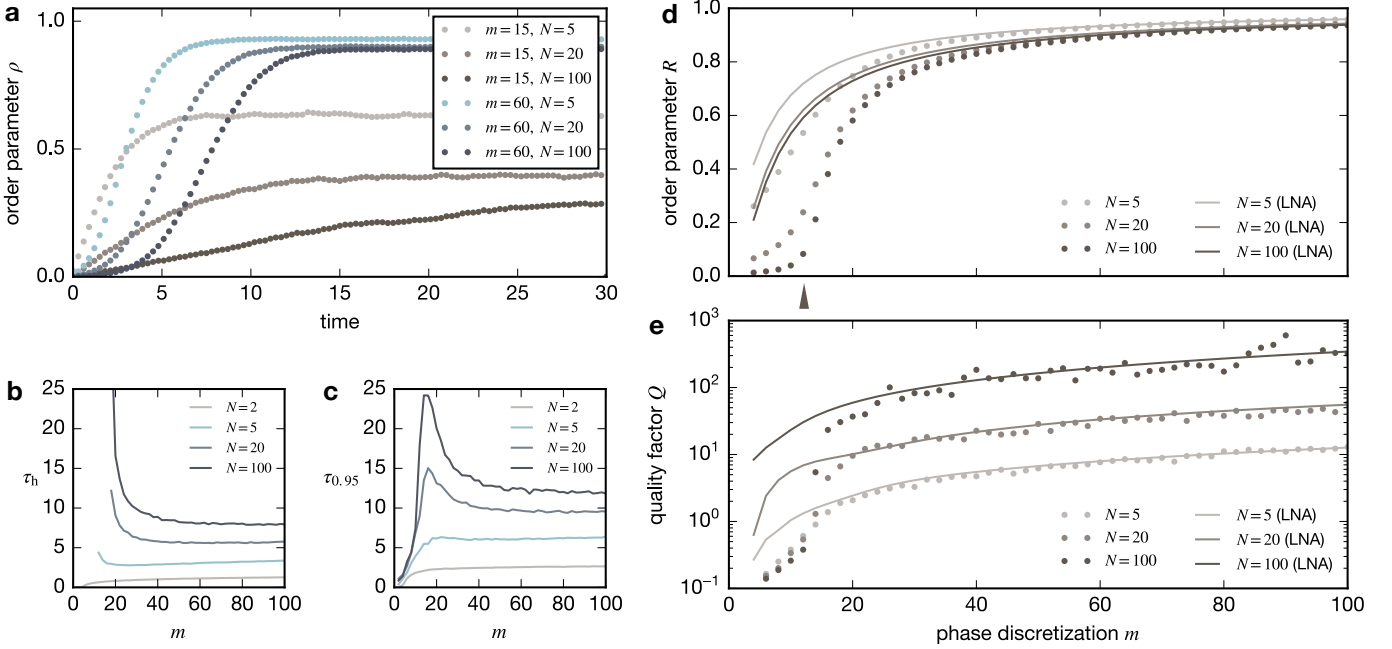 a
order parameter ρ
1.0
0.5
0.0
0
5
10
15
20
25
30
time
m=15, N=5
m=15, N=20
m=15, N=100
m=60, N=5
m=60, N=20
m=60, N=100
b
τh
25
20
15
10
5
0
0
20
40
60
80
100
m
N=2
N=5
N=20
N=100
c
τ0.95
25
20
15
10
5
0
0
20
40
60
80
100
m
N=2
N=5
N=20
N=100
d
order parameter R
1.0
0.8
0.6
0.4
0.2
0.0
N=5
N=20
N=100
N=5 (LNA)
N=20 (LNA)
N=100 (LNA)
e
quality factor Q
10³
10²
10¹
10⁰
10⁻¹
0
20
40
60
80
100
phase discretization m
N=5
N=20
N=100
N=5 (LNA)
N=20 (LNA)
N=100 (LNA)